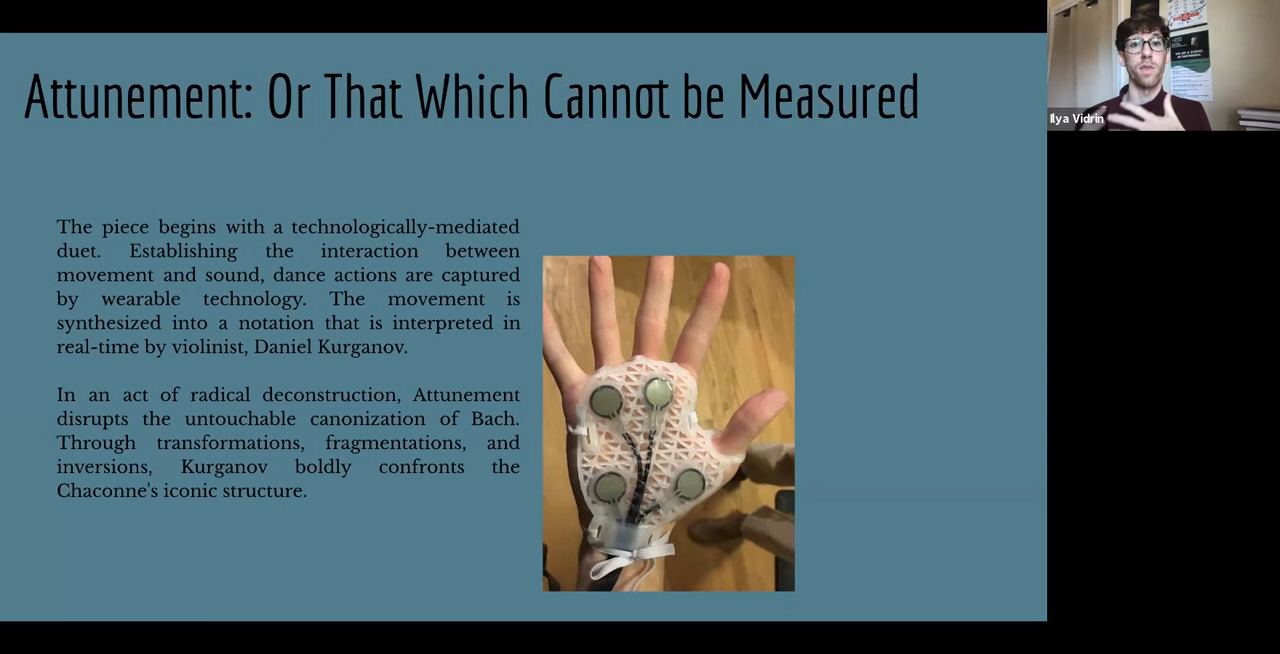 Attunement: Or That Which Cannot be Measured
The piece begins with a technologically-mediated
duet. Establishing the interaction between
movement and sound, dance actions are captured
by wearable technology. The movement is
synthesized into a notation that is interpreted in
real-time by violinist, Daniel Kurganov.
In an act of radical deconstruction, Attunement
disrupts the untouchable canonization of Bach.
Through transformations, fragmentations, and
inversions, Kurganov boldly confronts the
Chaconne's iconic structure.
Ilya Vidrin